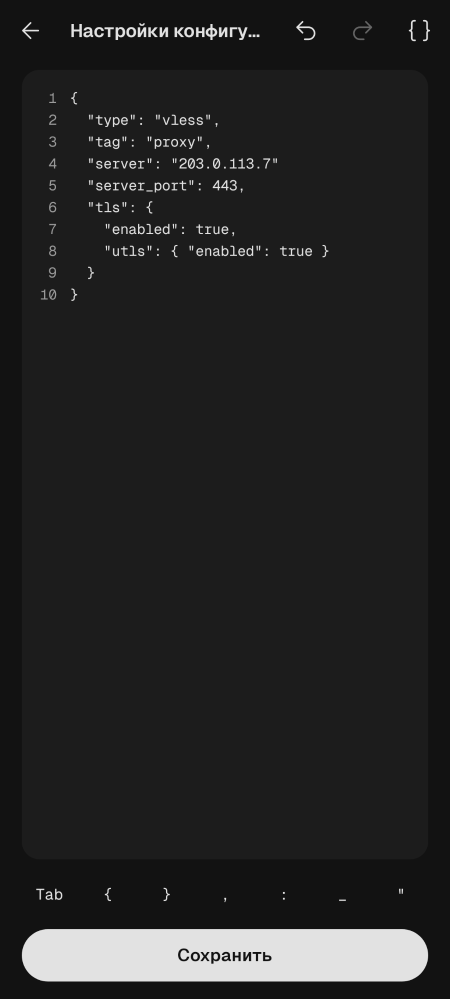 Настройки конфигу...
{ }
1 {
2   "type": "vless",
3   "tag": "proxy",
4   "server": "203.0.113.7"
5   "server_port": 443,
6   "tls": {
7     "enabled": true,
8     "utls": { "enabled": true }
9   }
10 }
Tab { } , : _ "
Сохранить